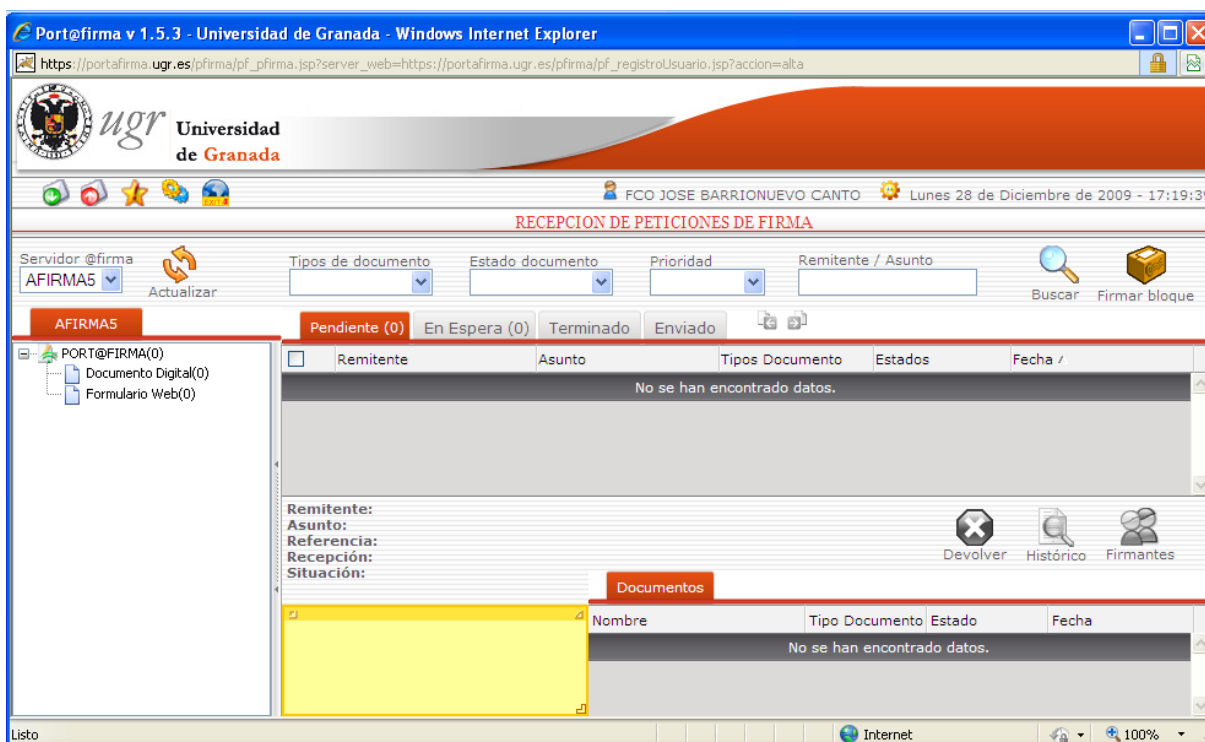 Port@firma v 1.5.3 - Universidad de Granada - Windows Internet Explorer
https://portafirma.ugr.es/pfirma/pf_pfirma.jsp?server_web=https://portafirma.ugr.es/pfirma/pf_registroUsuario.jsp?accion=alta
ugr Universidad
de Granada
EXIT
FCO JOSE BARRIONUEVO CANTO Lunes 28 de Diciembre de 2009 - 17:19:39
RECEPCION DE PETICIONES DE FIRMA
Servidor @firma Tipos de documento Estado documento Prioridad Remitente / Asunto
AFIRMA5 Actualizar Buscar Firmar bloque
AFIRMA5 Pendiente (0) En Espera (0) Terminado Enviado
PORT@FIRMA(0) Remitente Asunto Tipos Documento Estados Fecha
Documento Digital(0) No se han encontrado datos.
Formulario Web(0)
Remitente:
Asunto:
Referencia:
Recepción:
Situación:
Devolver Histórico Firmantes
Documentos
Nombre Tipo Documento Estado Fecha
No se han encontrado datos.
Listo Internet 100%